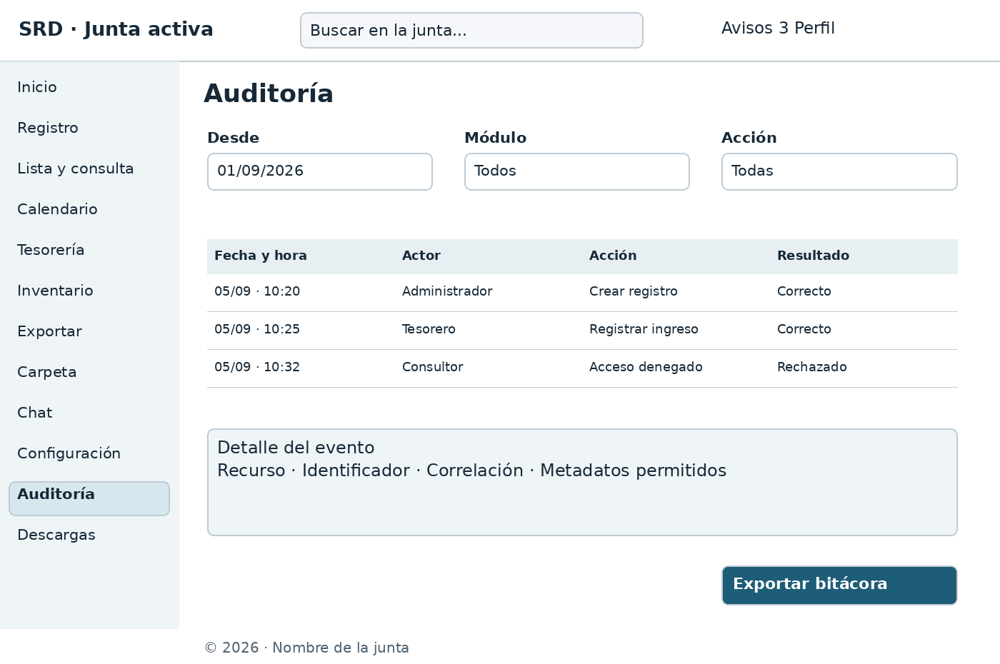 SRD · Junta activa
Buscar en la junta...
Avisos 3 Perfil
Inicio
Registro
Lista y consulta
Calendario
Tesorería
Inventario
Exportar
Carpeta
Chat
Configuración
Auditoría
Descargas
Auditoría
Desde
Módulo
Acción
01/09/2026
Todos
Todas
Fecha y hora Actor Acción Resultado
05/09 · 10:20 Administrador Crear registro Correcto
05/09 · 10:25 Tesorero Registrar ingreso Correcto
05/09 · 10:32 Consultor Acceso denegado Rechazado
Detalle del evento
Recurso · Identificador · Correlación · Metadatos permitidos
Exportar bitácora
© 2026 · Nombre de la junta